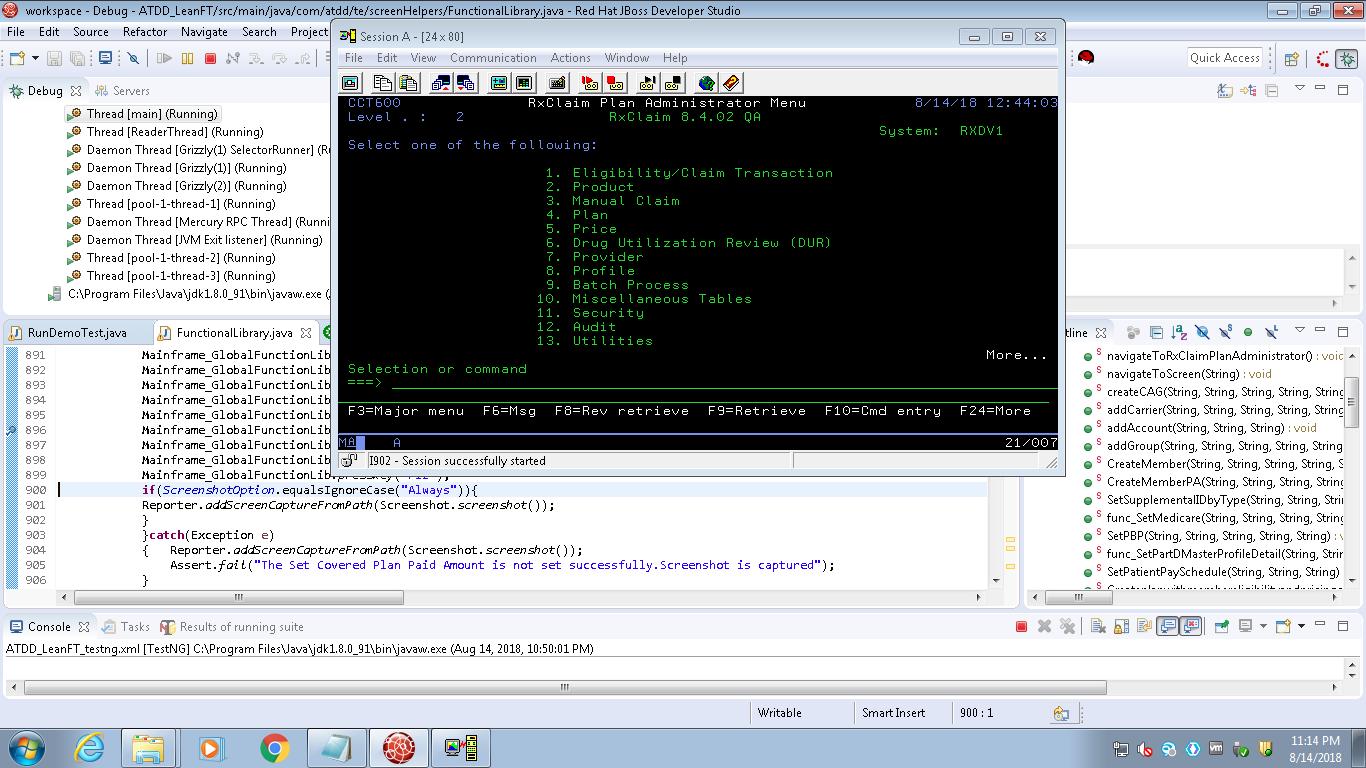 workspace - Debug - ATDD_LeanFT/src/main/java/com/atdd/te/screenHelpers/FunctionalLibrary.java - Red Hat JBoss Developer Studio
File Edit Source Refactor Navigate Search Project
Quick Access
Debug Servers
Thread [main] (Running)
Thread [ReaderThread] (Running)
Daemon Thread [Grizzly(1) SelectorRunner] (R
Daemon Thread [Grizzly(1)] (Running)
Daemon Thread [Grizzly(2)] (Running)
Thread [pool-1-thread-1] (Running)
Daemon Thread [Mercury RPC Thread] (Runnin
Daemon Thread [JVM Exit listener] (Running)
Thread [pool-1-thread-2] (Running)
Thread [pool-1-thread-3] (Running)
C:\Program Files\Java\jdk1.8.0_91\bin\javaw.exe (A
Session A - [24 x 80]
File Edit View Communication Actions Window Help
CCT600 RxClaim Plan Administrator Menu 8/14/18 12:44:03
Level . : 2 RxClaim 8.4.02 QA
System: RXDV1
Select one of the following:
1. Eligibility/Claim Transaction
2. Product
3. Manual Claim
4. Plan
5. Price
6. Drug Utilization Review (DUR)
7. Provider
8. Profile
9. Batch Process
10. Miscellaneous Tables
11. Security
12. Audit
13. Utilities
More...
Selection or command
===>
F3=Major menu F6=Msg F8=Rev retrieve F9=Retrieve F10=Cmd entry F24=More
MA A 21/007
I902 - Session successfully started
RunDemoTest.java FunctionalLibrary.java
891 Mainframe_GlobalFunctionLib
892 Mainframe_GlobalFunctionLib
893 Mainframe_GlobalFunctionLib
894 Mainframe_GlobalFunctionLib
895 Mainframe_GlobalFunctionLib
896 Mainframe_GlobalFunctionLib
897 Mainframe_GlobalFunctionLib
898 Mainframe_GlobalFunctionLib
899
900 if(ScreenshotOption.equalsIgnoreCase("Always")){
901 Reporter.addScreenCaptureFromPath(Screenshot.screenshot());
902 }
903 }catch(Exception e)
904 { Reporter.addScreenCaptureFromPath(Screenshot.screenshot());
905 Assert.fail("The Set Covered Plan Paid Amount is not set successfully.Screenshot is captured");
906 }
tline
navigateToRxClaimPlanAdministrator() : voic
navigateToScreen(String) : void
createCAG(String, String, String, String, String
addCarrier(String, String, String, String, String,
addAccount(String, String, String) : void
addGroup(String, String, String, String, String,
CreateMember(String, String, String, String, S
CreateMemberPA(String, String, String, String,
SetSupplementalIDbyType(String, String, String
func_SetMedicare(String, String, String, String,
SetPBP(String, String, String, String, String) : v
func_SetPartDMasterProfileDetail(String, Strin
SetPatientPaySchedule(String, String, String)
Console Tasks Results of running suite
ATDD_LeanFT_testng.xml [TestNG] C:\Program Files\Java\jdk1.8.0_91\bin\javaw.exe (Aug 14, 2018, 10:50:01 PM)
Writable Smart Insert 900 : 1
11:14 PM
8/14/2018